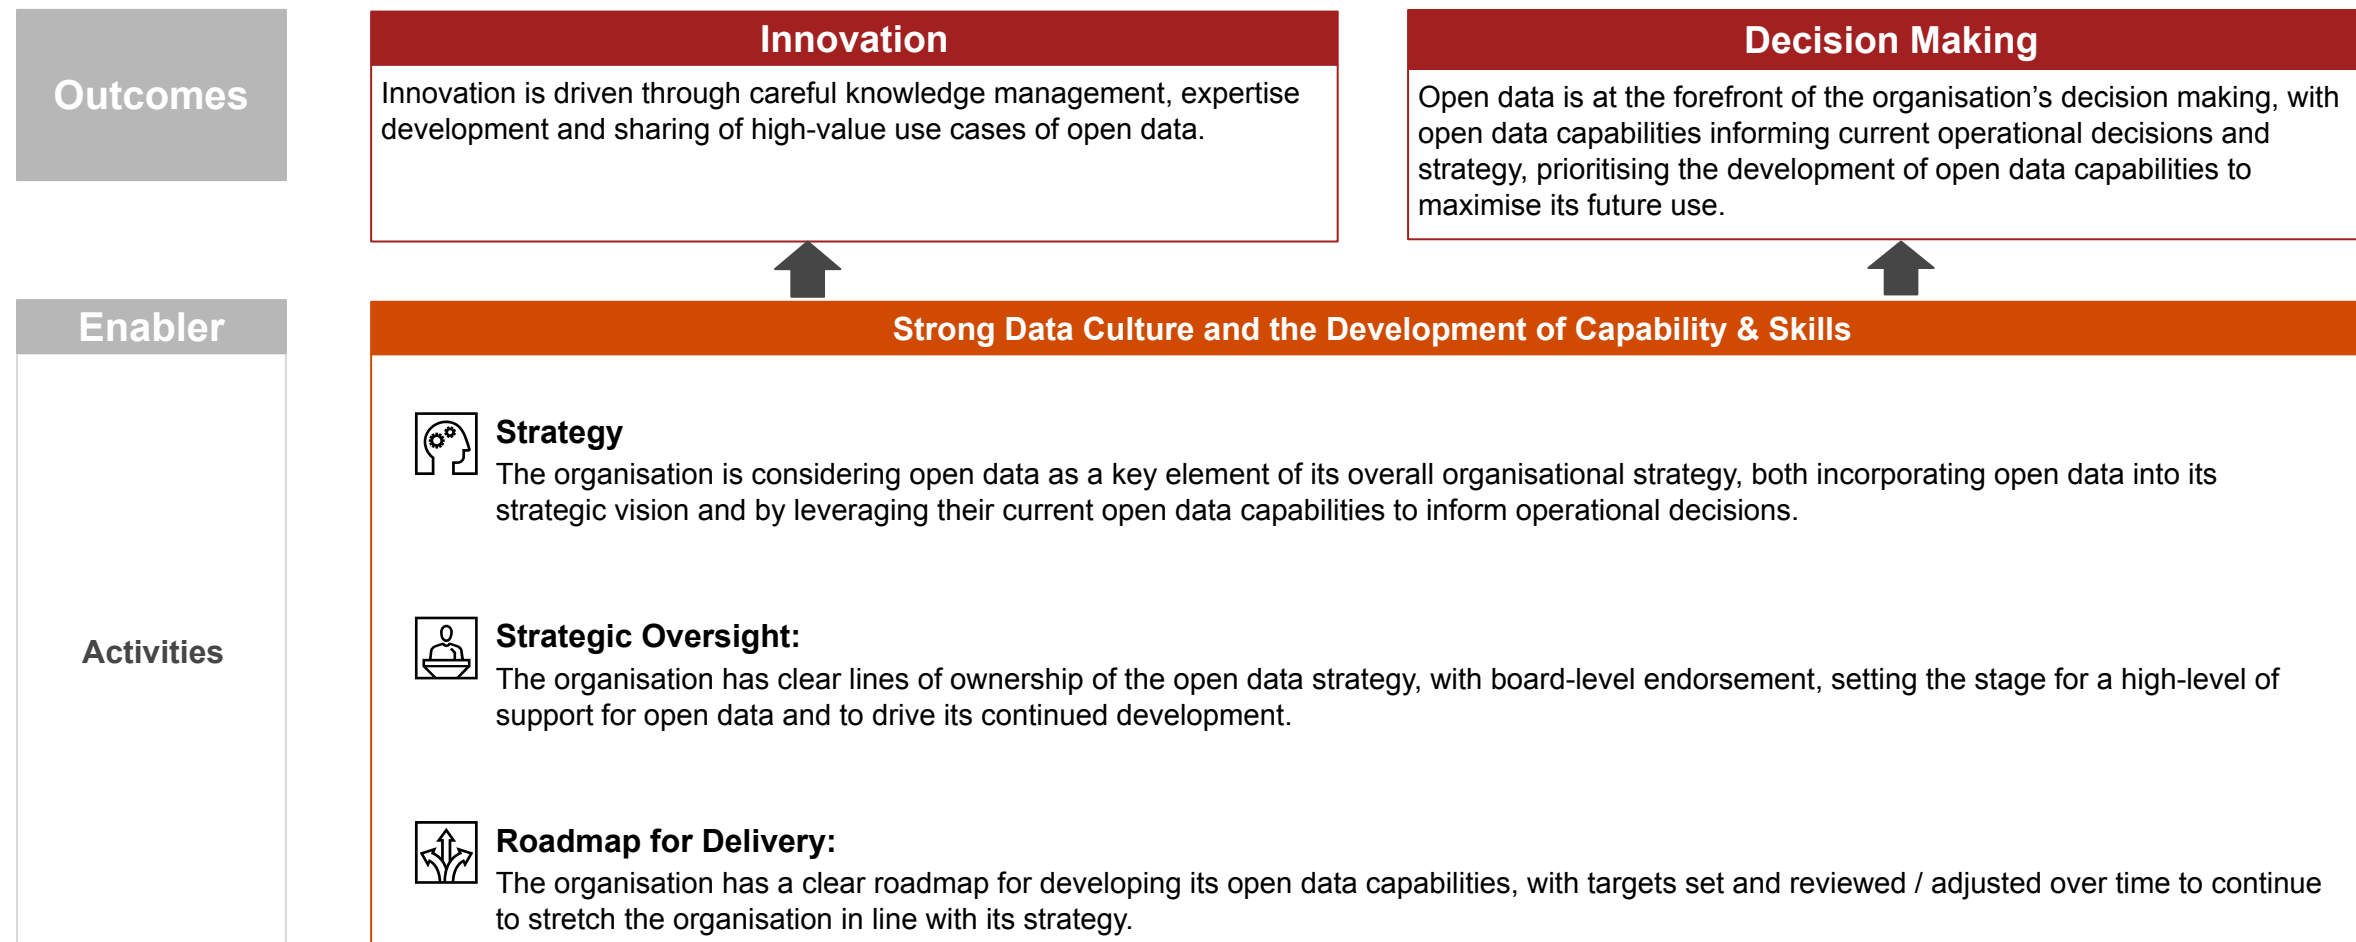 Outcomes
Innovation
Innovation is driven through careful knowledge management, expertise
development and sharing of high-value use cases of open data.
Decision Making
Open data is at the forefront of the organisation’s decision making, with
open data capabilities informing current operational decisions and
strategy, prioritising the development of open data capabilities to
maximise its future use.
Enabler
Strong Data Culture and the Development of Capability & Skills
Activities
Strategy
The organisation is considering open data as a key element of its overall organisational strategy, both incorporating open data into its
strategic vision and by leveraging their current open data capabilities to inform operational decisions.
Strategic Oversight:
The organisation has clear lines of ownership of the open data strategy, with board-level endorsement, setting the stage for a high-level of
support for open data and to drive its continued development.
Roadmap for Delivery:
The organisation has a clear roadmap for developing its open data capabilities, with targets set and reviewed / adjusted over time to continue
to stretch the organisation in line with its strategy.